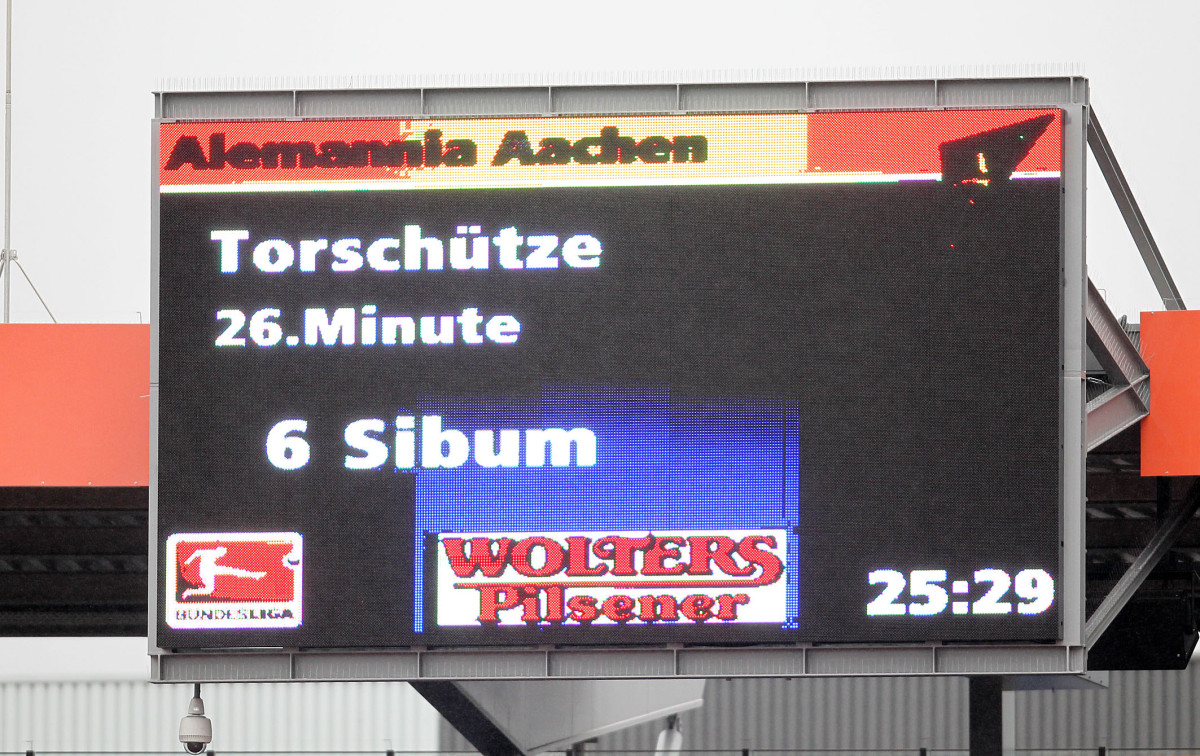 Alemannia Aachen
Torschütze
26.Minute
6 Sibum
BUNDESLIGA
WOLTERS
Pilsener
25:29